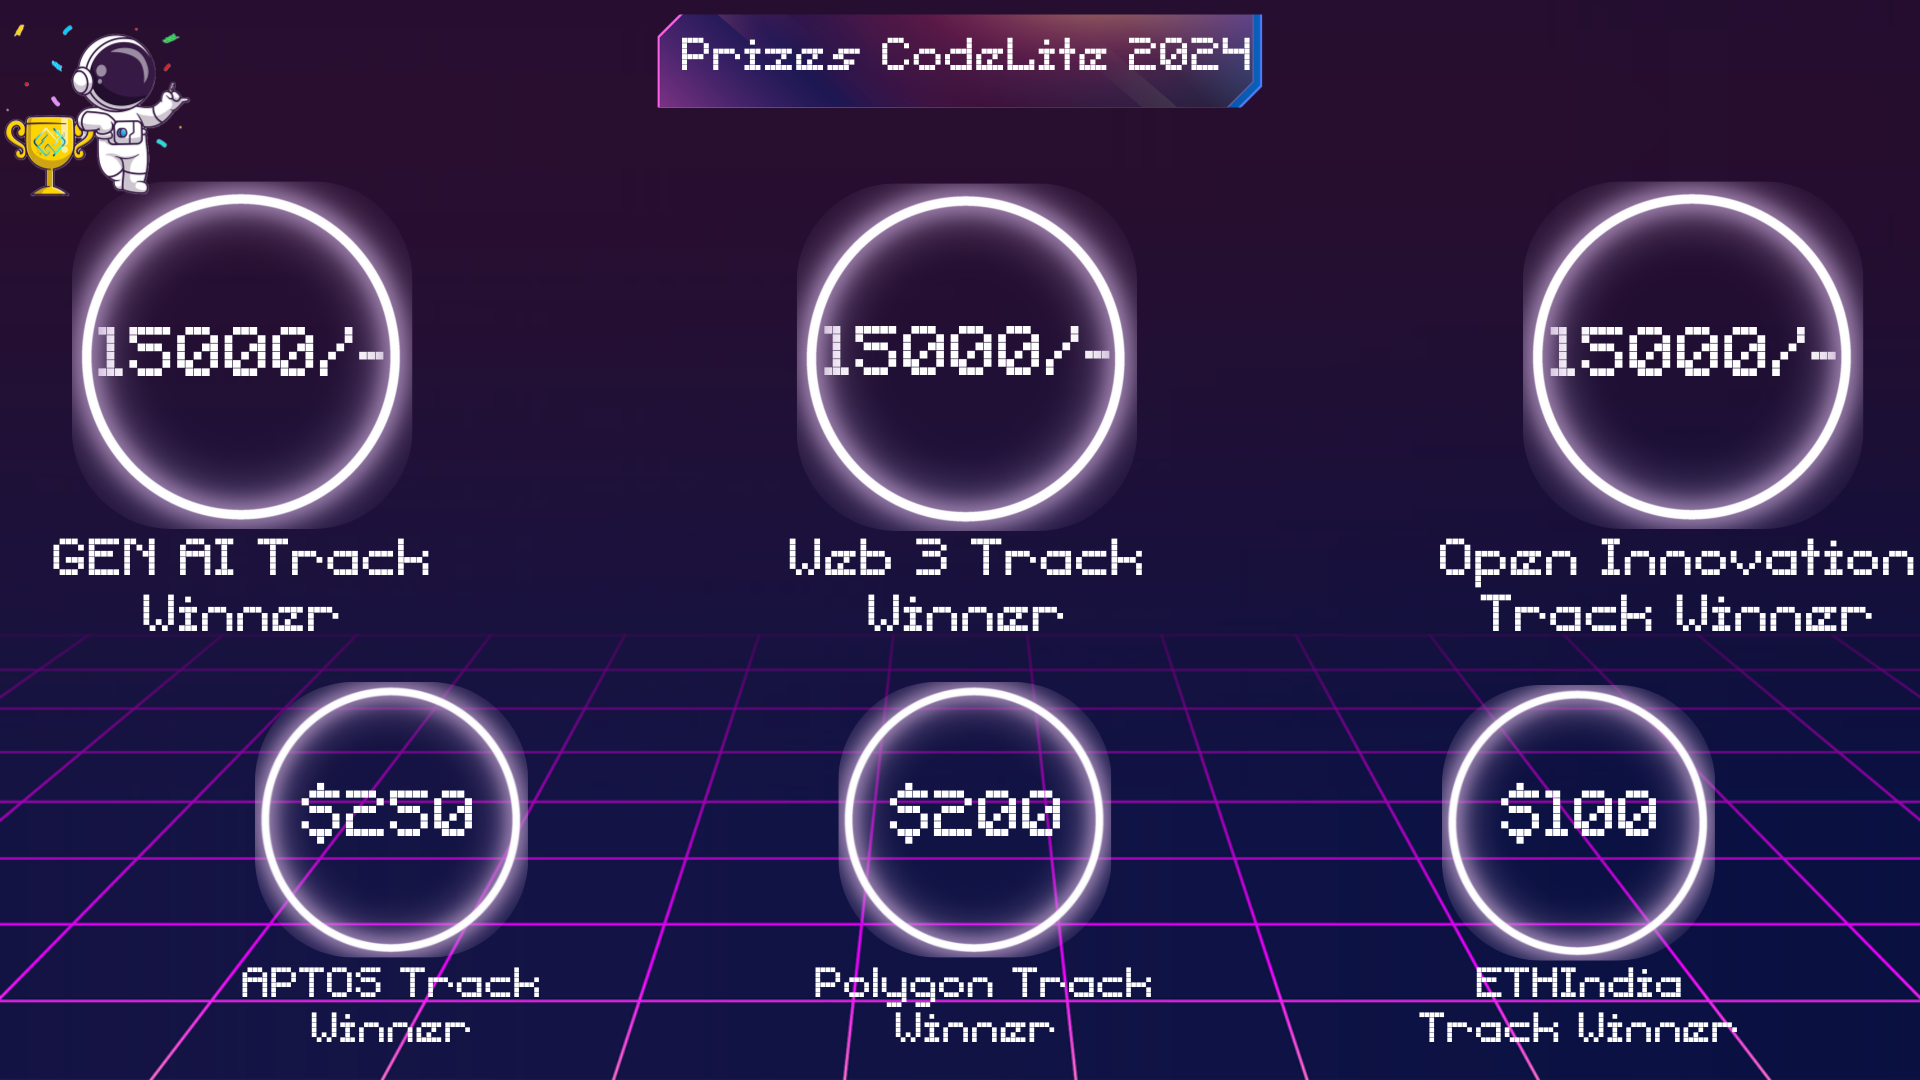 Prizes CodeLite 2024
15000/-
15000/-
15000/-
GEN AI Track
Winner
Web 3 Track
Winner
Open Innovation
Track Winner
$250
$200
$100
APTOS Track
Winner
Polygon Track
Winner
ETHIndia
Track Winner